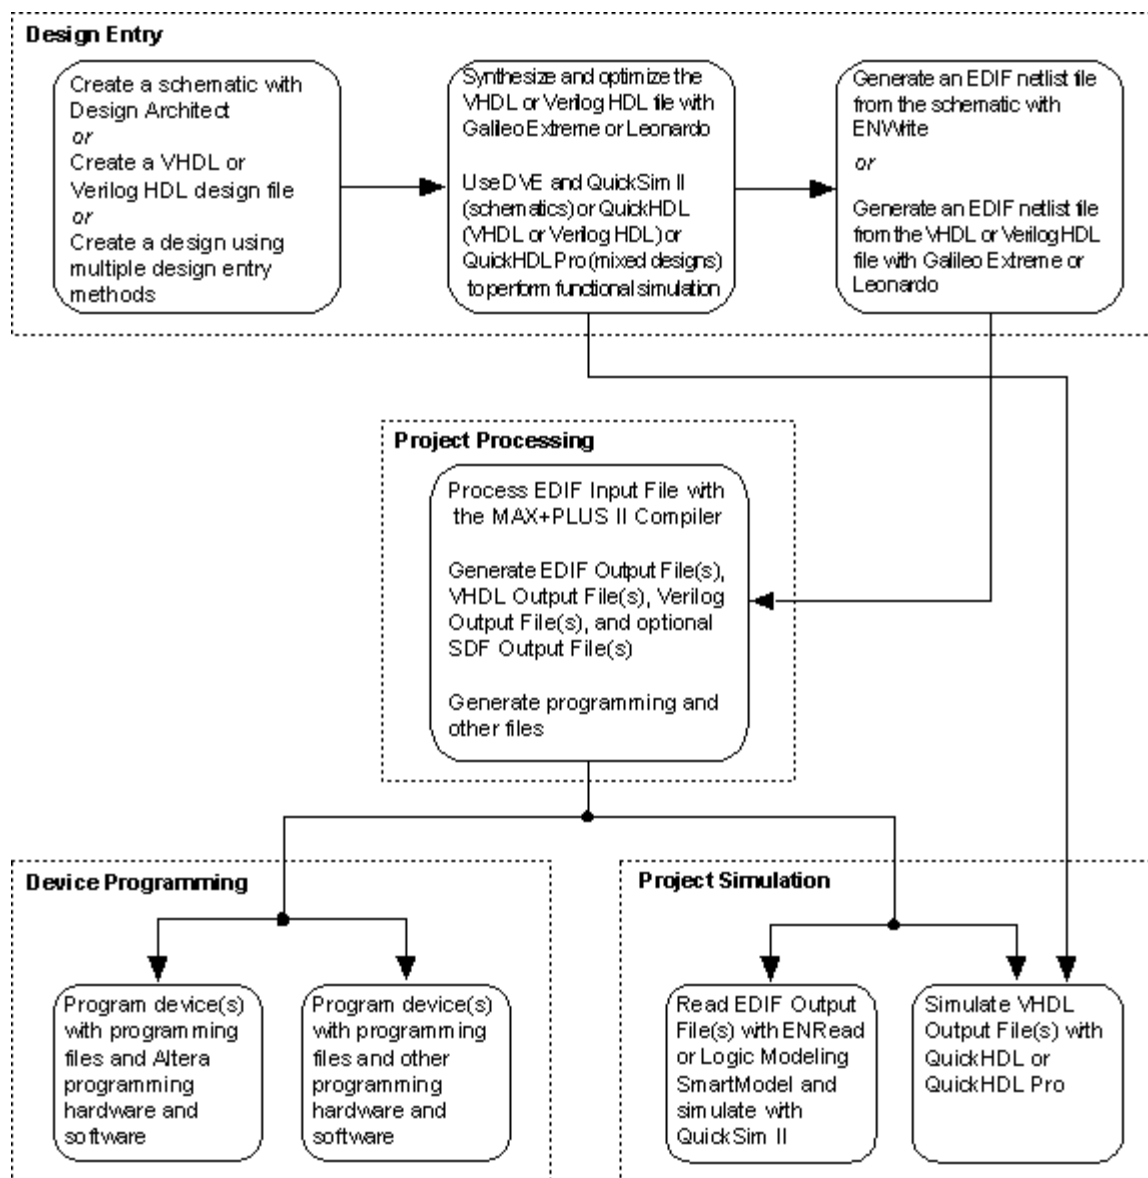 Design Entry
Create a schematic with
Design Architect
or
Create a VHDL or
Verilog HDL design file
or
Create a design using
multiple design entry
methods
Synthesize and optimize the
VHDL or Verilog HDL file with
Galileo Extreme or Leonardo
Use DVE and QuickSim II
(schematics) or QuickHDL
(VHDL or Verilog HDL) or
QuickHDL Pro (mixed designs)
to perform functional simulation
Generate an EDIF netlist file
from the schematic with
ENWrite
or
Generate an EDIF netlist file
from the VHDL or Verilog HDL
file with Galileo Extreme or
Leonardo
Project Processing
Process EDIF Input File with
the MAX+PLUS II Compiler
Generate EDIF Output File(s),
VHDL Output File(s), Verilog
Output File(s), and optional
SDF Output File(s)
Generate programming and
other files
Device Programming
Program device(s)
with programming
files and Altera
programming
hardware and
software
Program device(s)
with programming
files and other
programming
hardware and
software
Project Simulation
Read EDIF Output
File(s) with ENRead
or Logic Modeling
SmartModel and
simulate with
QuickSim II
Simulate VHDL
Output File(s) with
QuickHDL or
QuickHDL Pro